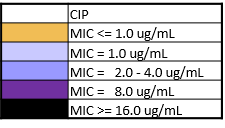 CIP
MIC <= 1.0 ug/mL
MIC = 1.0 ug/mL
MIC =   2.0 - 4.0 ug/mL
MIC =   8.0 ug/mL
MIC >= 16.0 ug/mL